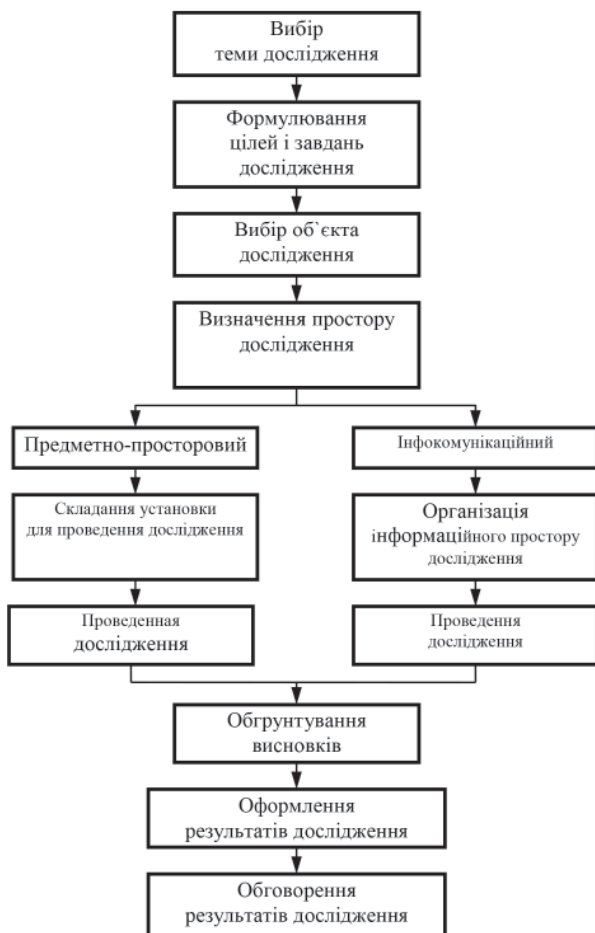 Вибір
теми дослідження
Формулювання
цілей і завдань
дослідження
Вибір об`єкта
дослідження
Визначення простору
дослідження
Предметно-просторовий
Інфокомунікаційний
Складання установки
для проведення дослідження
Організація
інформаційного простору
дослідження
Проведенная
дослідження
Проведення
дослідження
Обгрунтування
висновків
Оформлення
результатів дослідження
Обговорення
результатів дослідження